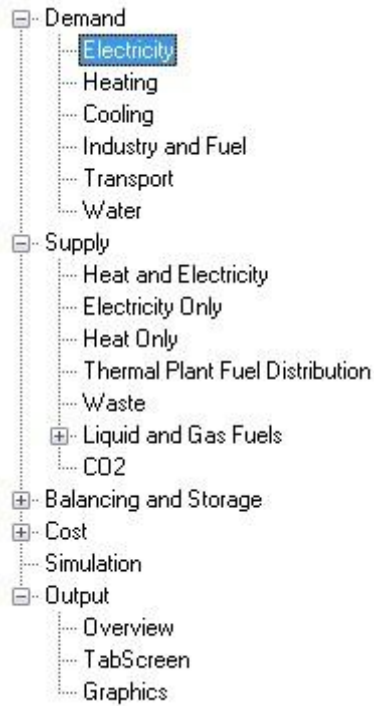 Demand
Electricity
Heating
Cooling
Industry and Fuel
Transport
Water
Supply
Heat and Electricity
Electricity Only
Heat Only
Thermal Plant Fuel Distribution
Waste
Liquid and Gas Fuels
CO2
Balancing and Storage
Cost
Simulation
Output
Overview
TabScreen
Graphics